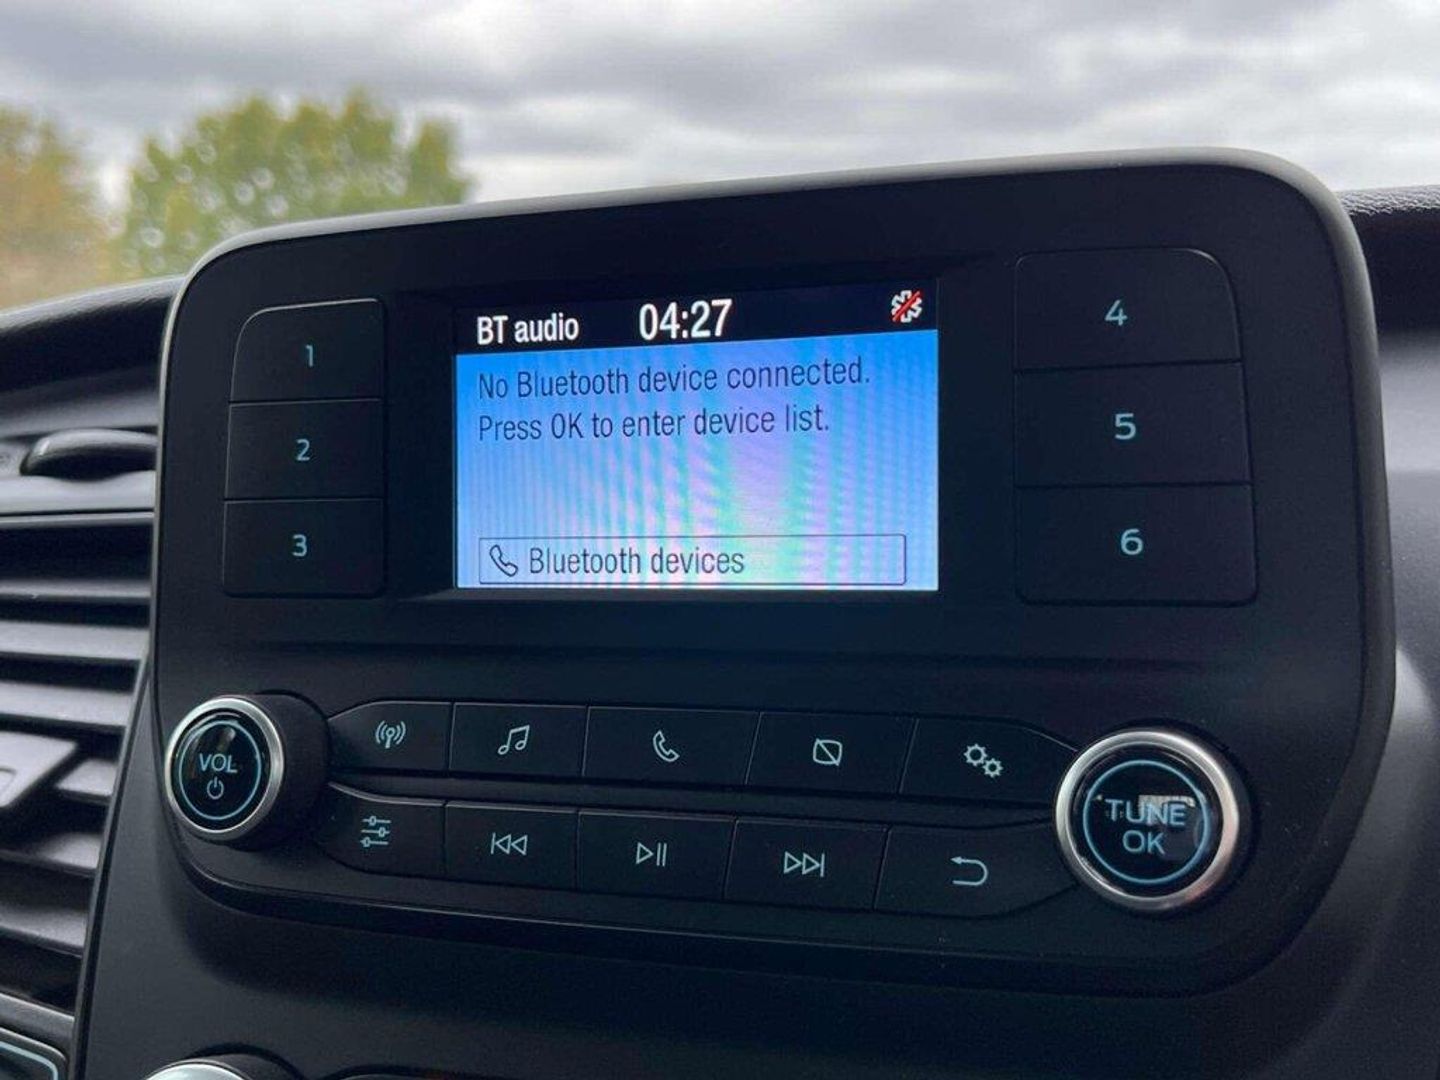 BT audio 04:27
No Bluetooth device connected.
Press OK to enter device list.
Bluetooth devices
1
2
3
4
5
6
VOL
TUNE
OK